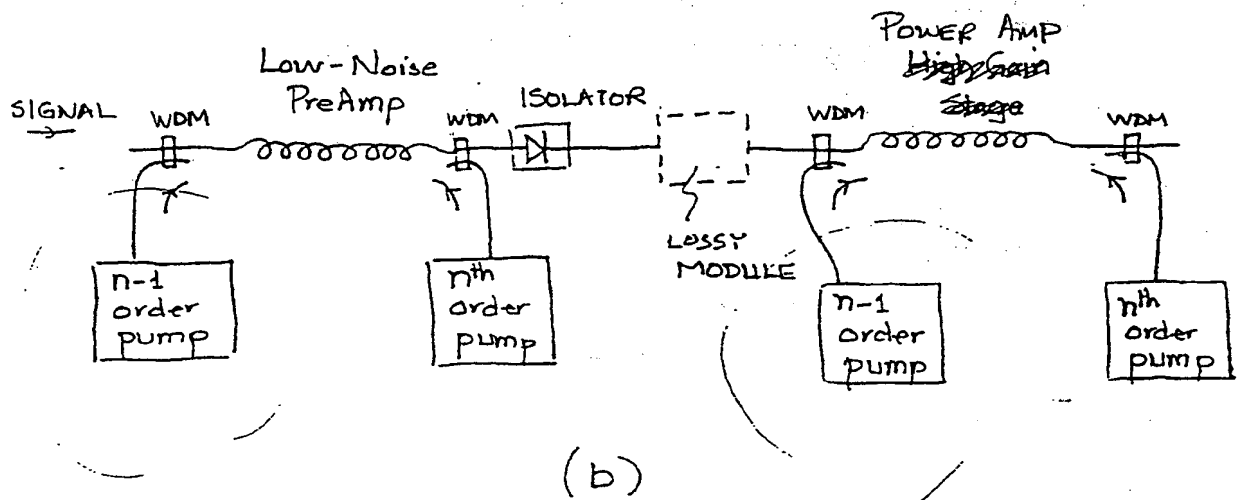 POWER AMP
High Gain
Stage
Low-Noise
PreAmp
ISOLATOR
SIGNAL
WDM
WDM
WDM
WDM
LOSSY
MODULE
n-1
order
pump
nth
order
pump
n-1
order
pump
nth
order
pump
(b)